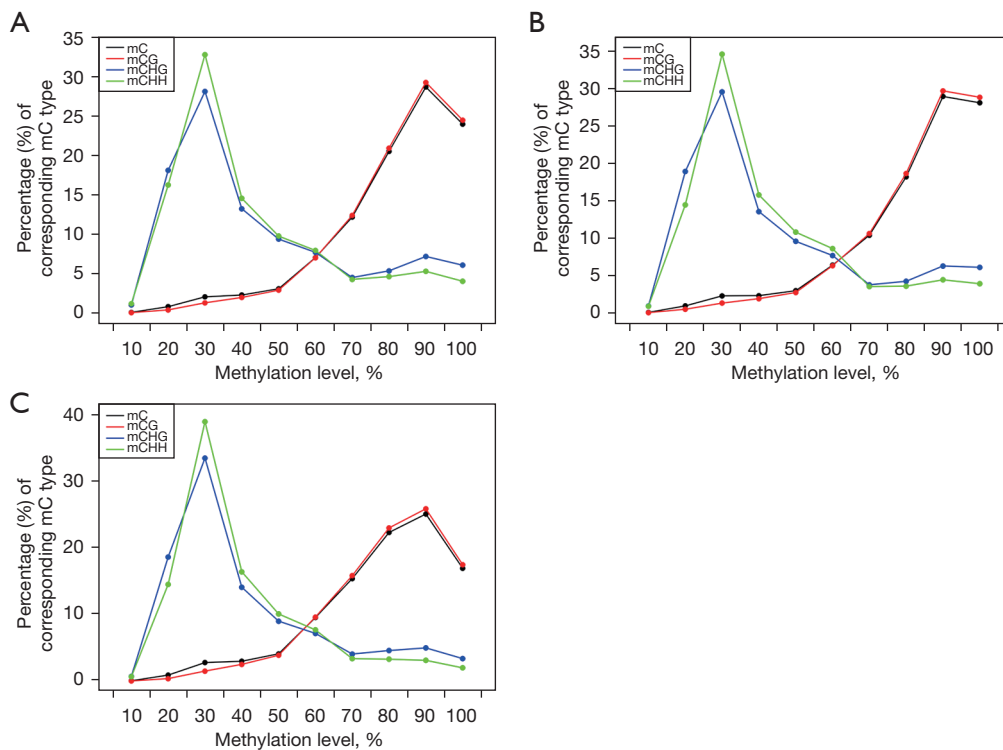 A
Percentage (%) of
corresponding mC type
35
30
25
20
15
10
5
0
mC
mCG
mCHG
mCHH
10 20 30 40 50 60 70 80 90 100
Methylation level, %
B
Percentage (%) of
corresponding mC type
35
30
25
20
15
10
5
0
mC
mCG
mCHG
mCHH
10 20 30 40 50 60 70 80 90 100
Methylation level, %
C
Percentage (%) of
corresponding mC type
40
30
20
10
0
mC
mCG
mCHG
mCHH
10 20 30 40 50 60 70 80 90 100
Methylation level, %